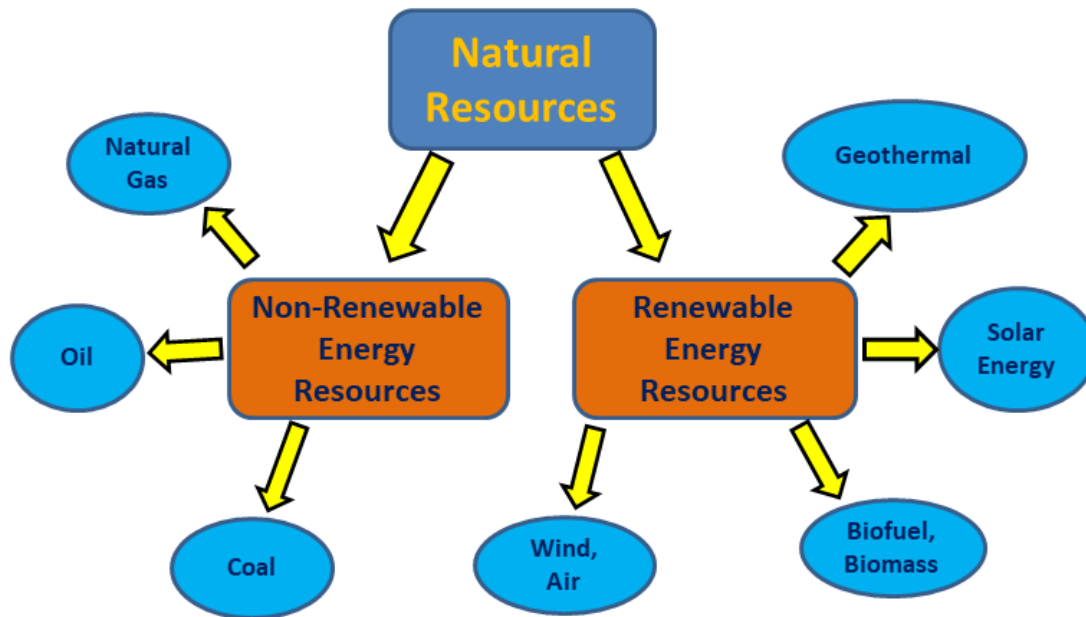 Natural
Resources
Natural
Gas
Geothermal
Non-Renewable
Energy
Resources
Renewable
Energy
Resources
Oil
Solar
Energy
Coal
Wind,
Air
Biofuel,
Biomass